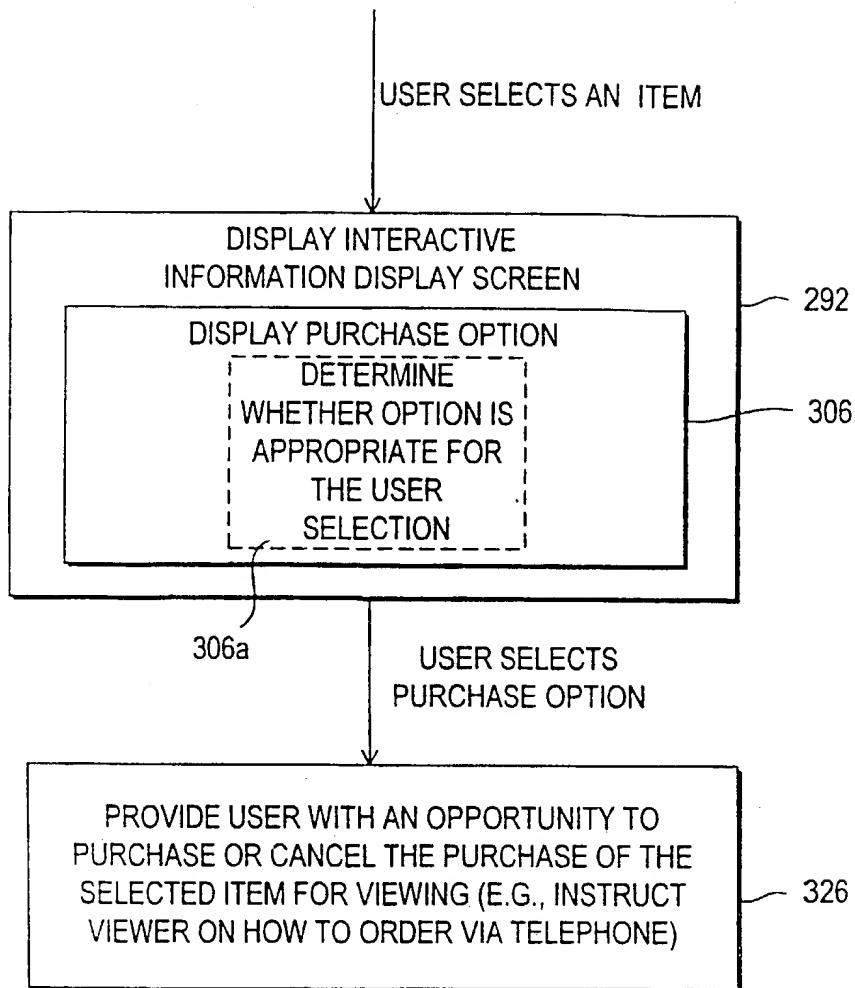 USER SELECTS AN ITEM
DISPLAY INTERACTIVE
INFORMATION DISPLAY SCREEN
292
DISPLAY PURCHASE OPTION
DETERMINE
WHETHER OPTION IS
APPROPRIATE FOR
THE USER
SELECTION
306
306a
USER SELECTS
PURCHASE OPTION
PROVIDE USER WITH AN OPPORTUNITY TO
PURCHASE OR CANCEL THE PURCHASE OF THE
SELECTED ITEM FOR VIEWING (E.G., INSTRUCT
VIEWER ON HOW TO ORDER VIA TELEPHONE)
326